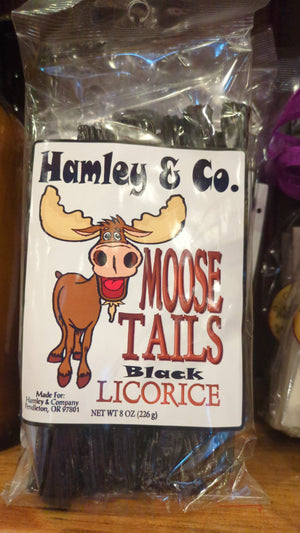 Hamley & Co.
MOOSE
TAILS
Black
LICORICE
Made For:
Hamley & Company
Pendleton, OR 97801
NET WT 8 OZ (226 g)